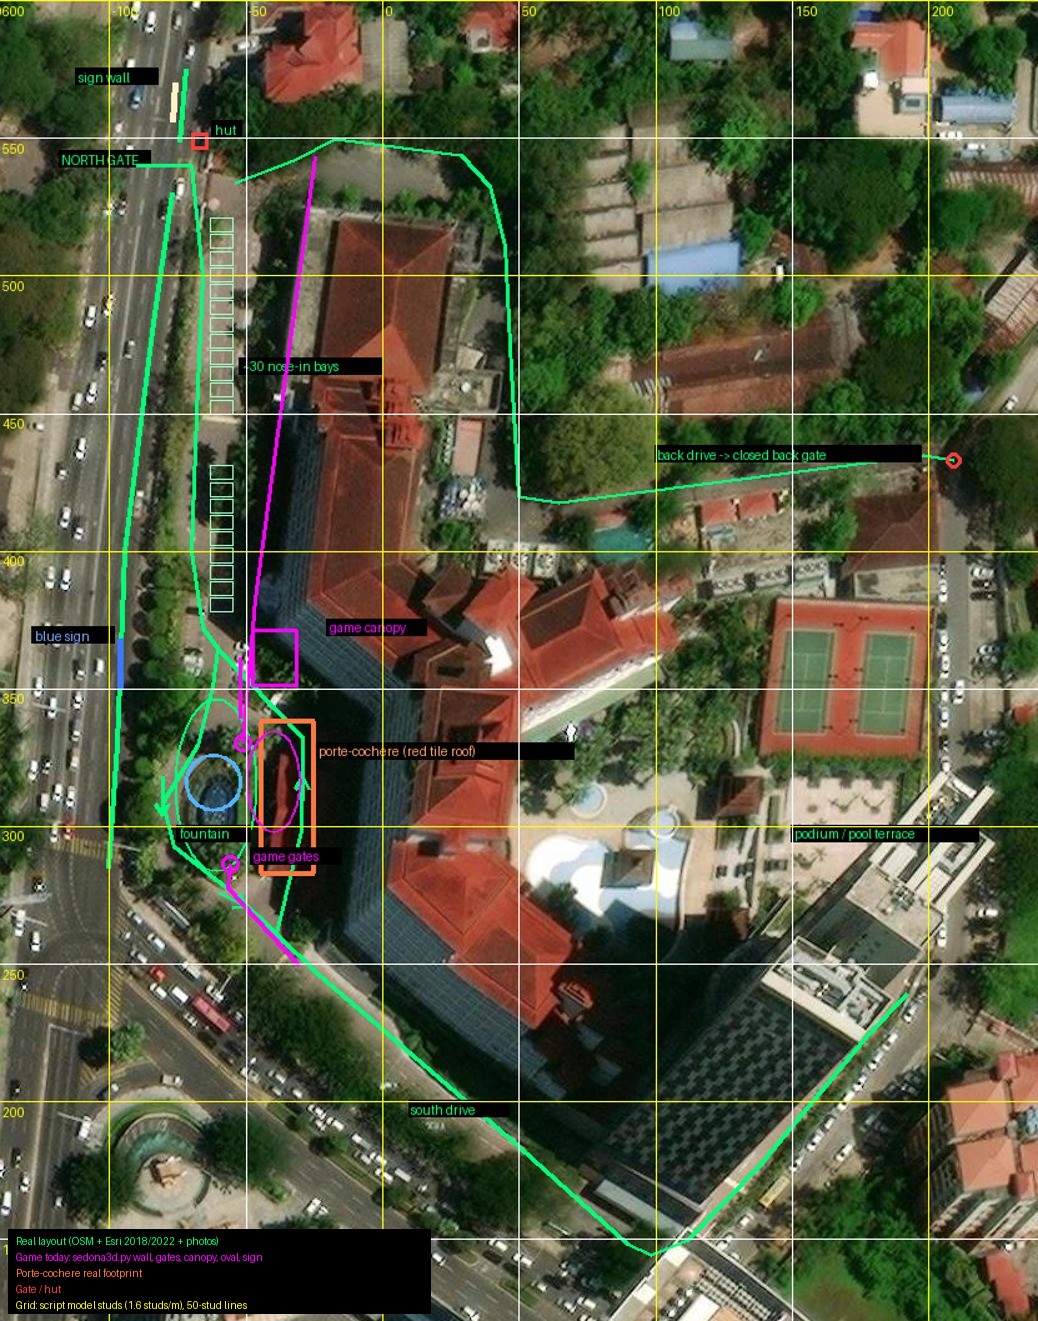 0600
-100
-50
0
50
100
150
200
sign wall
hut
550
NORTH GATE
500
~30 nose-in bays
450
back drive -> closed back gate
400
game canopy
blue sign
350
porte-cochère (red tile roof)
300
fountain
podium / pool terrace
game gates
250
200
south drive
Real layout (OSM + Esri 2018/2022 + photos)
Game today: sedona3d.py wall, gates, canopy, oval, sign
Porte-cochere real footprint
Gate / hut
Grid: script model studs (1.6 studs/m), 50-stud lines